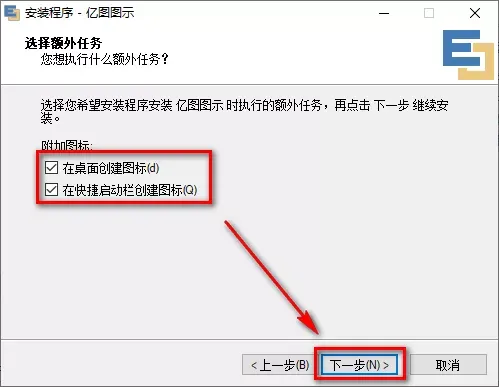 安装程序 - 亿图图示
选择额外任务
您想执行什么额外任务？
选择您希望安装程序安装 亿图图示 时执行的额外任务，再点击 下一步 继续安
装。
附加图标:
在桌面创建图标(d)
在快捷启动栏创建图标(Q)
< 上一步(B)
下一步(N) >
取消